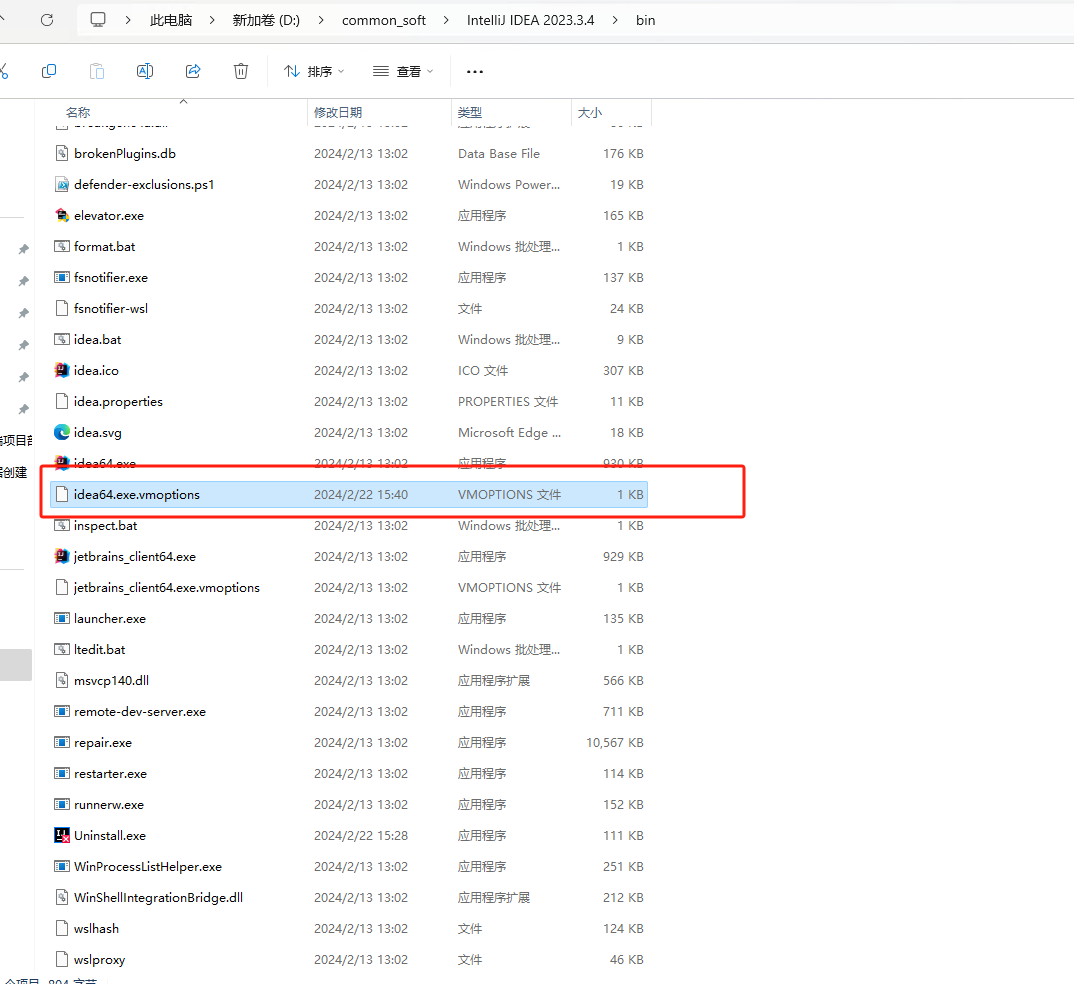 此电脑 > 新加卷 (D:) > common_soft > IntelliJ IDEA 2023.3.4 > bin
排序 查看 ...
名称 修改日期 类型 大小
brokenPlugins.db 2024/2/13 13:02 Data Base File 176 KB
defender-exclusions.ps1 2024/2/13 13:02 Windows Power... 19 KB
elevator.exe 2024/2/13 13:02 应用程序 165 KB
format.bat 2024/2/13 13:02 Windows 批处理... 1 KB
fsnotifier.exe 2024/2/13 13:02 应用程序 137 KB
fsnotifier-wsl 2024/2/13 13:02 文件 24 KB
idea.bat 2024/2/13 13:02 Windows 批处理... 9 KB
idea.ico 2024/2/13 13:02 ICO 文件 307 KB
idea.properties 2024/2/13 13:02 PROPERTIES 文件 11 KB
idea.svg 2024/2/13 13:02 Microsoft Edge ... 18 KB
idea64.exe 2024/2/13 13:02 应用程序 930 KB
idea64.exe.vmoptions 2024/2/22 15:40 VMOPTIONS 文件 1 KB
inspect.bat 2024/2/13 13:02 Windows 批处理... 1 KB
jetbrains_client64.exe 2024/2/13 13:02 应用程序 929 KB
jetbrains_client64.exe.vmoptions 2024/2/13 13:02 VMOPTIONS 文件 1 KB
launcher.exe 2024/2/13 13:02 应用程序 135 KB
ltedit.bat 2024/2/13 13:02 Windows 批处理... 1 KB
msvcp140.dll 2024/2/13 13:02 应用程序扩展 566 KB
remote-dev-server.exe 2024/2/13 13:02 应用程序 711 KB
repair.exe 2024/2/13 13:02 应用程序 10,567 KB
restarter.exe 2024/2/13 13:02 应用程序 114 KB
runnerw.exe 2024/2/13 13:02 应用程序 152 KB
Uninstall.exe 2024/2/22 15:28 应用程序 111 KB
WinProcessListHelper.exe 2024/2/13 13:02 应用程序 251 KB
WinShellIntegrationBridge.dll 2024/2/13 13:02 应用程序扩展 212 KB
wslhash 2024/2/13 13:02 文件 124 KB
wslproxy 2024/2/13 13:02 文件 46 KB
项目
创建
个项目 804 字节